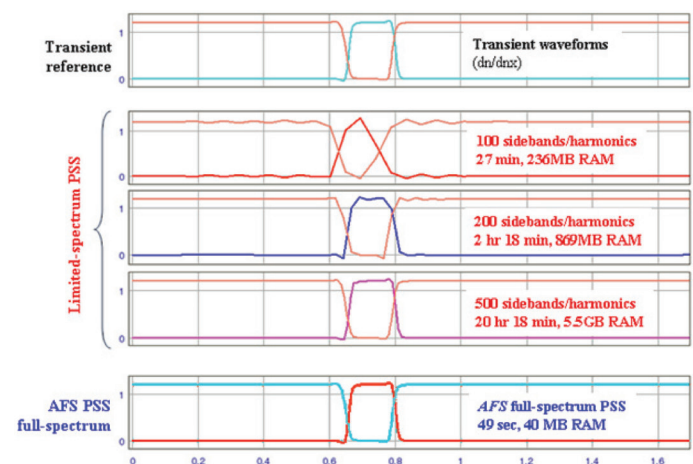 1
0
Transient
reference
Transient waveforms
(dn/dnx)
Limited-spectrum PSS
1
0
100 sidebands/harmonics
27 min, 236MB RAM
1
0
200 sidebands/harmonics
2 hr 18 min, 869MB RAM
1
0
500 sidebands/harmonics
20 hr 18 min, 5.5GB RAM
AFS PSS
full-spectrum
1
0
AFS full-spectrum PSS
49 sec, 40 MB RAM
0 0.2 0.4 0.6 0.8 1.0 1.2 1.4 1.6